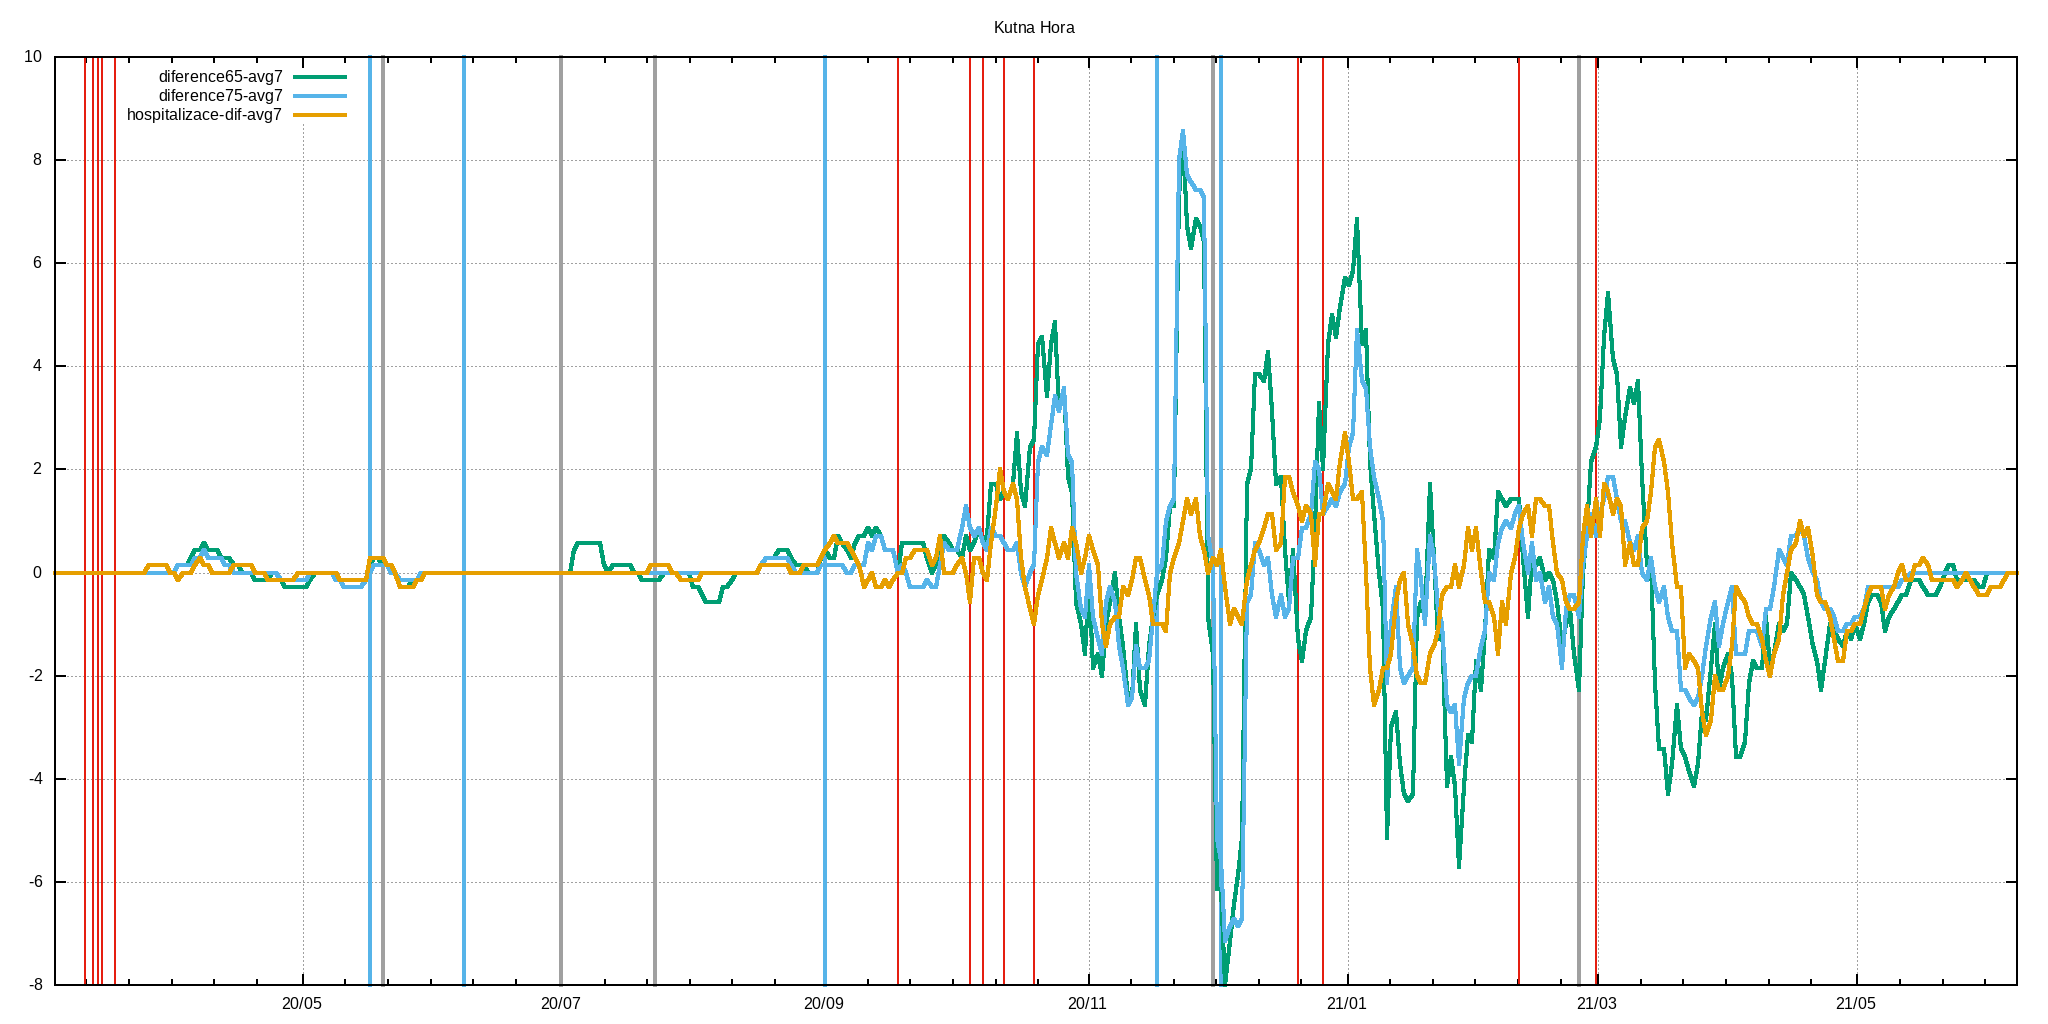 Kutna Hora
diference65-avg7
diference75-avg7
hospitalizace-dif-avg7
10
8
6
4
2
0
-2
-4
-6
-8
20/05 20/07 20/09 20/11 21/01 21/03 21/05